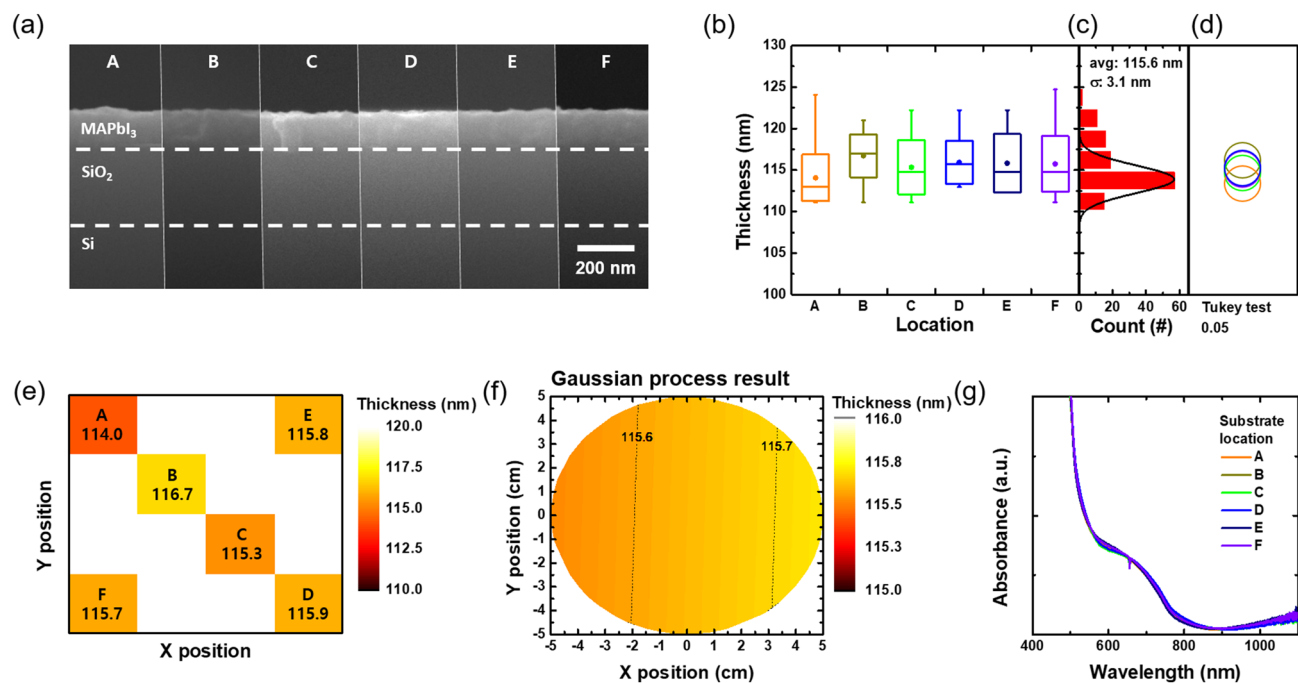 (a)
A B C D E F
MAPbI₃
SiO₂
Si
200 nm
(b)
(c)
(d)
130
125
120
115
110
105
100
Thickness (nm)
A B C D E F
Location
avg: 115.6 nm
σ: 3.1 nm
0 20 40 60
Count (#)
Tukey test
0.05
(e)
A
114.0
E
115.8
B
116.7
C
115.3
F
115.7
D
115.9
Y position
X position
Thickness (nm)
120.0
117.5
115.0
112.5
110.0
(f)
Gaussian process result
5
4
3
2
1
0
-1
-2
-3
-4
-5
Y position (cm)
115.6
115.7
-5 -4 -3 -2 -1 0 1 2 3 4 5
X position (cm)
Thickness (nm)
116.0
115.8
115.5
115.3
115.0
(g)
Absorbance (a.u.)
Substrate
location
A
B
C
D
E
F
400 600 800 1000
Wavelength (nm)